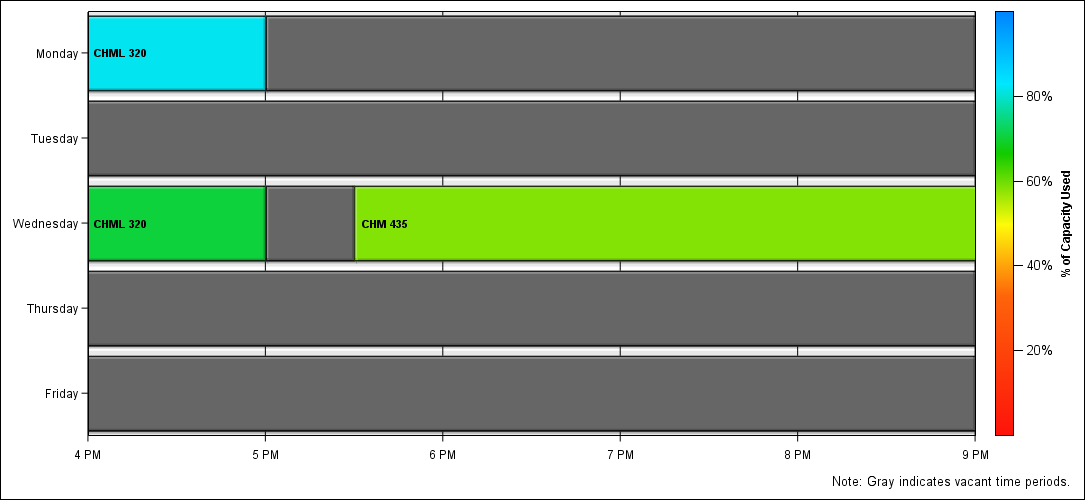 Monday
CHML 320
Tuesday
Wednesday
CHML 320
CHM 435
Thursday
Friday
4 PM
5 PM
6 PM
7 PM
8 PM
9 PM
80%
60%
40%
20%
% of Capacity Used
Note: Gray indicates vacant time periods.